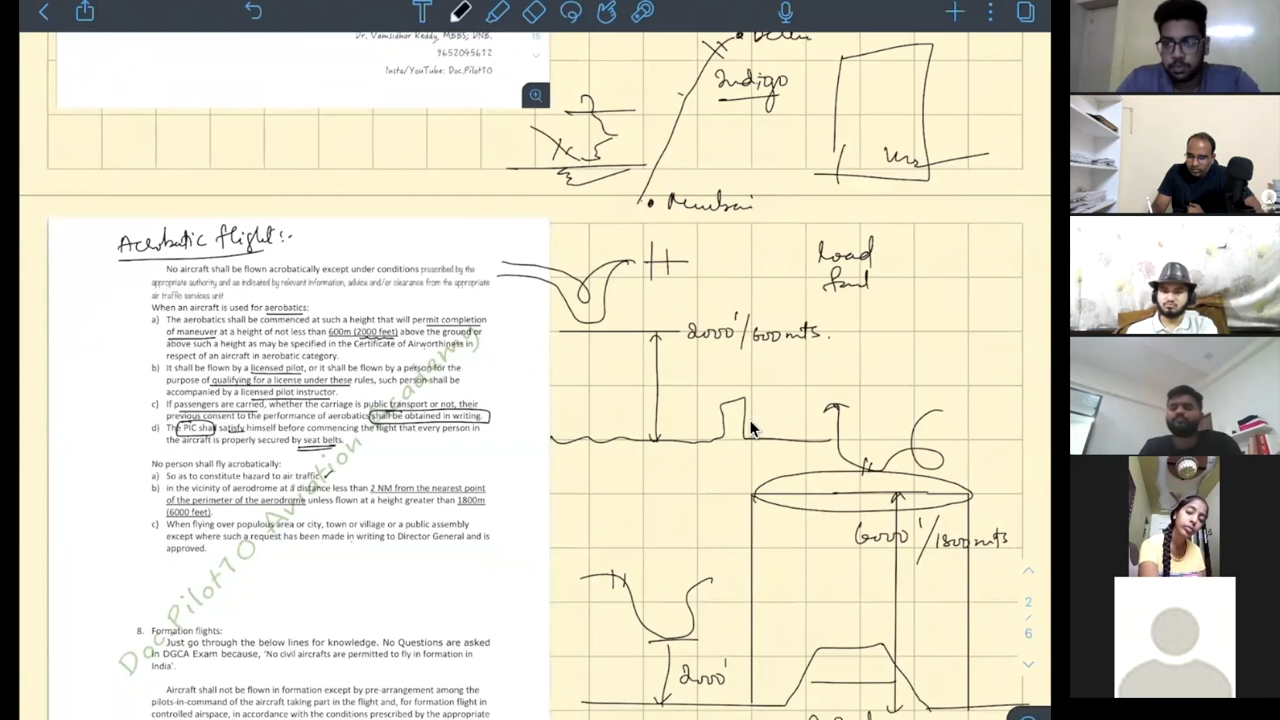 Dr. Vamsidhar Reddy, MBBS, DNB.
9652045612
Insta/YouTube: Doc.Pilot10
15
Delhi
Indigo
Mumbai
Acrobatic flight:-
No aircraft shall be flown acrobatically except under conditions prescribed by the
appropriate authority and as indicated by relevant information, advice and/or clearance from the appropriate
air traffic services unit
When an aircraft is used for aerobatics:
a) The aerobatics shall be commenced at such a height that will permit completion
of maneuver at a height of not less than 600m (2000 feet) above the ground or
above such a height as may be specified in the Certificate of Airworthiness in
respect of an aircraft in aerobatic category.
b) It shall be flown by a licensed pilot, or it shall be flown by a person for the
purpose of qualifying for a license under these rules, such person shall be
accompanied by a licensed pilot instructor.
c) If passengers are carried, whether the carriage is public transport or not, their
previous consent to the performance of aerobatics shall be obtained in writing.
d) The PIC shall satisfy himself before commencing the flight that every person in
the aircraft is properly secured by seat belts.
No person shall fly acrobatically:
a) So as to constitute hazard to air traffic.
b) in the vicinity of aerodrome at a distance less than 2 NM from the nearest point
of the perimeter of the aerodrome unless flown at a height greater than 1800m
(6000 feet).
c) When flying over populous area or city, town or village or a public assembly
except where such a request has been made in writing to Director General and is
approved.
8. Formation flights:
Just go through the below lines for knowledge. No Questions are asked
in DGCA Exam because, 'No civil aircrafts are permitted to fly in formation in
India'.
Aircraft shall not be flown in formation except by pre-arrangement among the
pilots-in-command of the aircraft taking part in the flight and, for formation flight in
controlled airspace, in accordance with the conditions prescribed by the appropriate
Doc.Pilot10 Aviation Academy
load
2000'/600 mts.
6000'/1800 mts
2000'
2
/
6